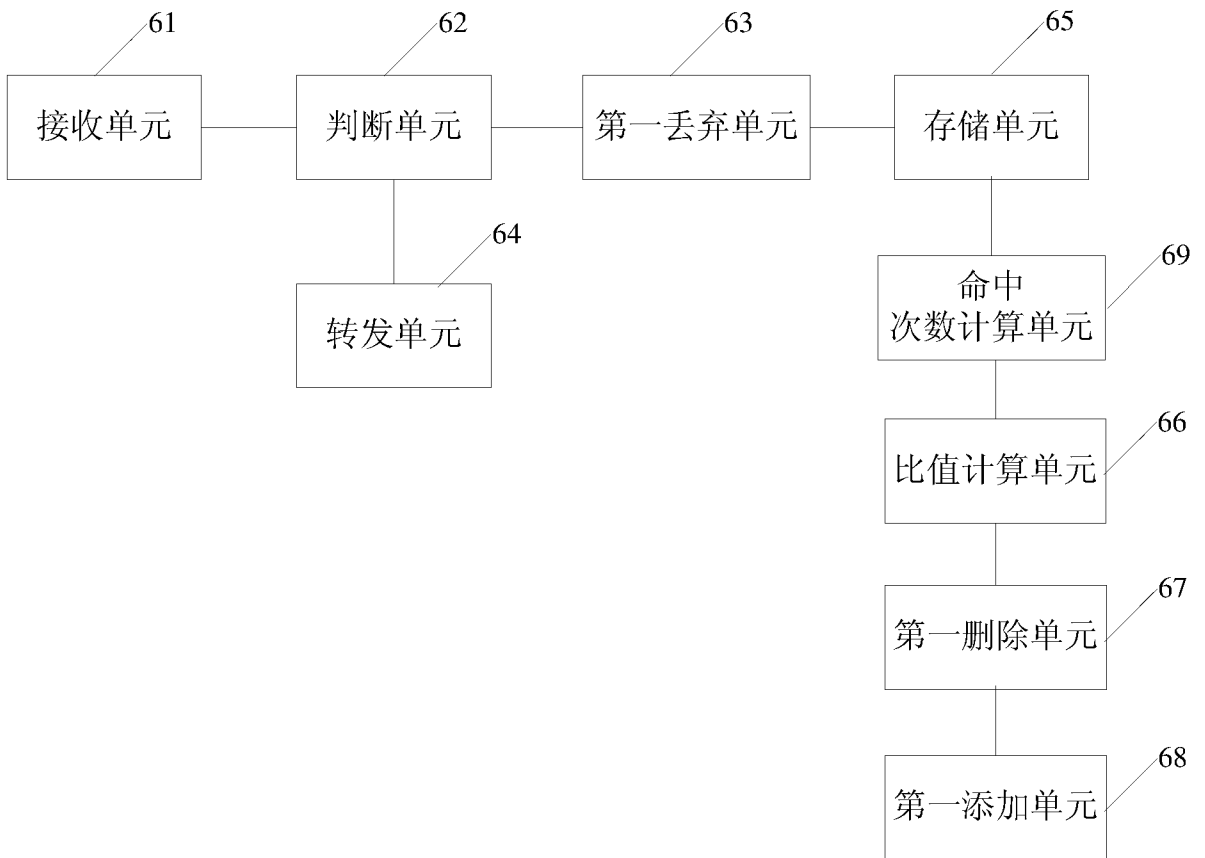 61
62
63
65
接收单元
判断单元
第一丢弃单元
存储单元
64
转发单元
69
命中
次数计算单元
66
比值计算单元
67
第一删除单元
68
第一添加单元